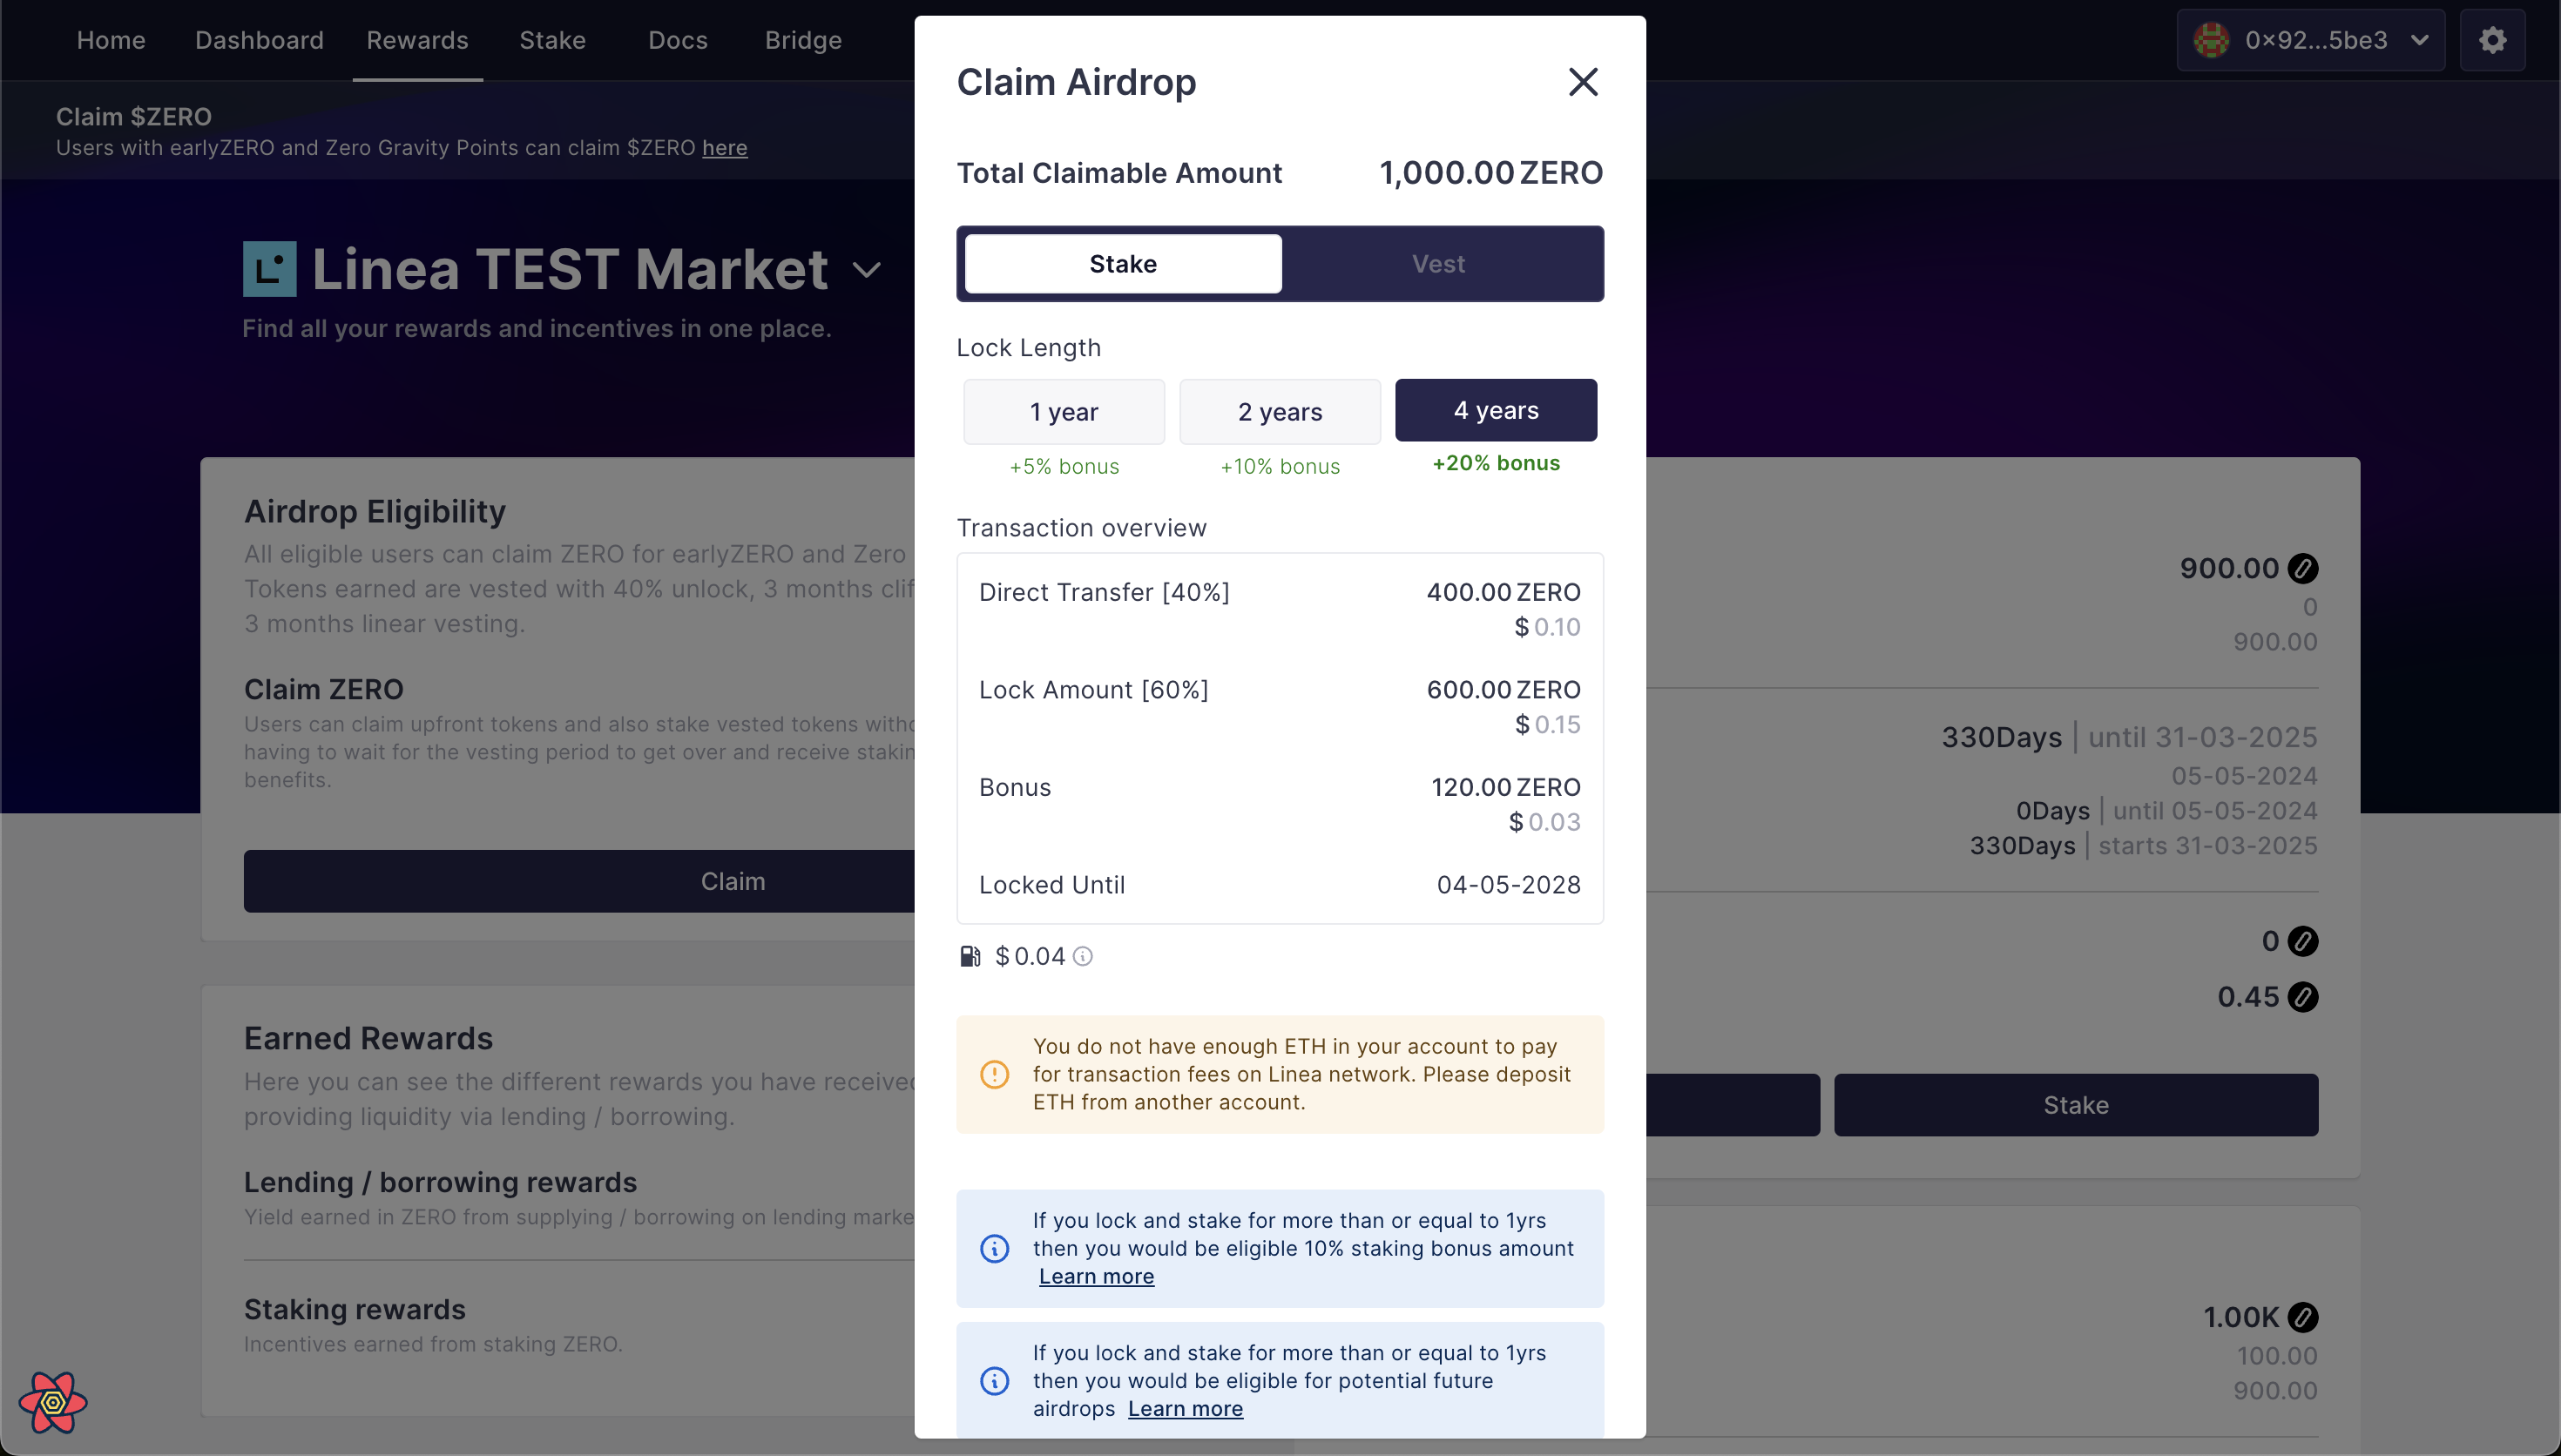 Home Dashboard Rewards Stake Docs Bridge
0×92...5be3
Claim $ZERO
Users with earlyZERO and Zero Gravity Points can claim $ZERO here
Linea TEST Market
Find all your rewards and incentives in one place.
Airdrop Eligibility
All eligible users can claim ZERO for earlyZERO and Zero
Tokens earned are vested with 40% unlock, 3 months
3 months linear vesting.
Claim ZERO
Users can claim upfront tokens and also stake vested tokens
having to wait for the vesting period to get over and receive
benefits.
Claim
Earned Rewards
Here you can see the different rewards you have
providing liquidity via lending / borrowing.
Lending / borrowing rewards
Yield earned in ZERO from supplying / borrowing on lending
Staking rewards
Incentives earned from staking ZERO.
Claim Airdrop
Total Claimable Amount 1,000.00 ZERO
Stake Vest
Lock Length
1 year 2 years 4 years
+5% bonus +10% bonus +20% bonus
Transaction overview
Direct Transfer [40%] 400.00 ZERO
$ 0.10
Lock Amount [60%] 600.00 ZERO
$ 0.15
Bonus 120.00 ZERO
$ 0.03
Locked Until 04-05-2028
$ 0.04
You do not have enough ETH in your account to pay
for transaction fees on Linea network. Please deposit
ETH from another account.
If you lock and stake for more than or equal to 1yrs
then you would be eligible 10% staking bonus amount
Learn more
If you lock and stake for more than or equal to 1yrs
then you would be eligible for potential future
airdrops Learn more
900.00
0
900.00
330Days | until 31-03-2025
05-05-2024
0Days | until 05-05-2024
330Days | starts 31-03-2025
0
0.45
Stake
1.00K
100.00
900.00